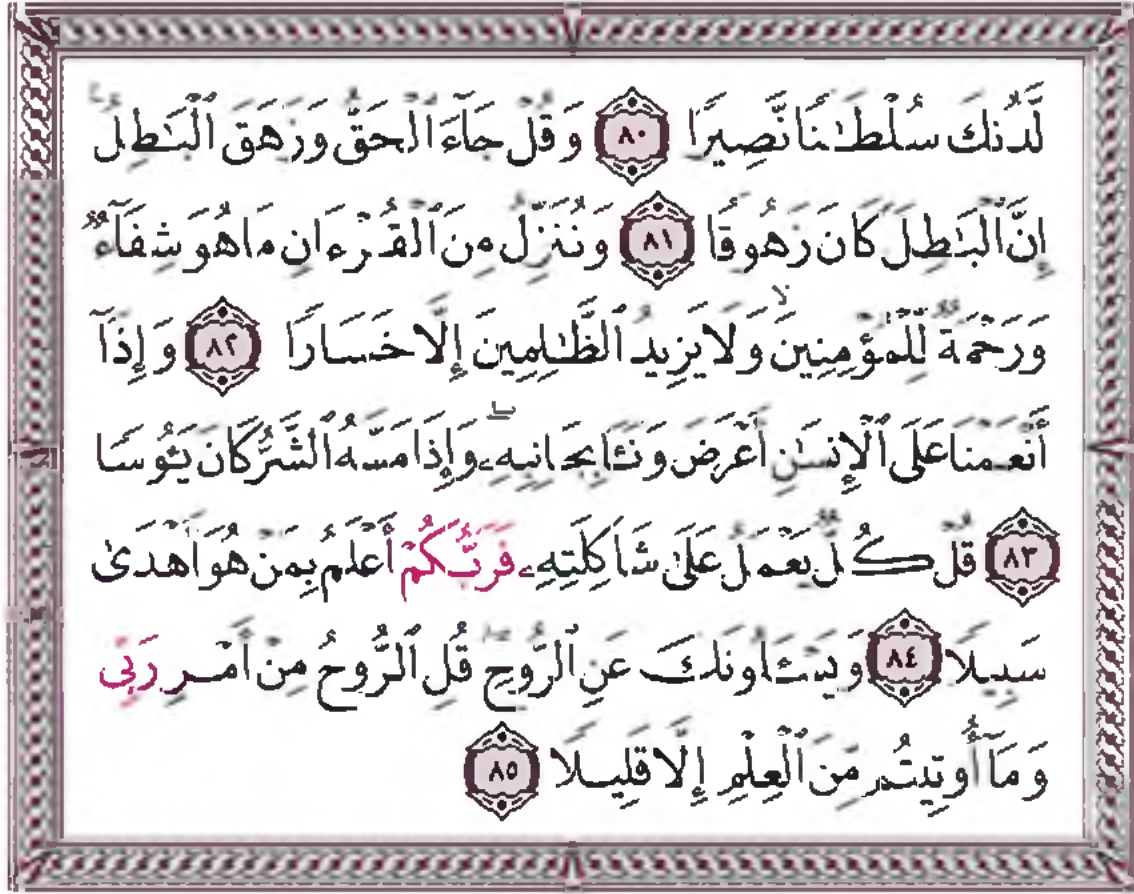 لَّدُنكَ سُلْطَٰنًا نَّصِيرًا ٨٠ وَقُلْ جَآءَ ٱلْحَقُّ وَزَهَقَ ٱلْبَٰطِلُ ۚ
إِنَّ ٱلْبَٰطِلَ كَانَ زَهُوقًا ٨١ وَنُنَزِّلُ مِنَ ٱلْقُرْءَانِ مَا هُوَ شِفَآءٌ
وَرَحْمَةٌ لِّلْمُؤْمِنِينَ ۙ وَلَا يَزِيدُ ٱلظَّٰلِمِينَ إِلَّا خَسَارًا ٨٢ وَإِذَآ
أَنْعَمْنَا عَلَى ٱلْإِنسَٰنِ أَعْرَضَ وَنَـَٔا بِجَانِبِهِۦ ۖ وَإِذَا مَسَّهُ ٱلشَّرُّ كَانَ يَـُٔوسًا
٨٣ قُلْ كُلٌّ يَعْمَلُ عَلَىٰ شَاكِلَتِهِۦ فَرَبُّكُمْ أَعْلَمُ بِمَنْ هُوَ أَهْدَىٰ
سَبِيلًا ٨٤ وَيَسْـَٔلُونَكَ عَنِ ٱلرُّوحِ ۖ قُلِ ٱلرُّوحُ مِنْ أَمْرِ رَبِّى
وَمَآ أُوتِيتُم مِّنَ ٱلْعِلْمِ إِلَّا قَلِيلًا ٨٥